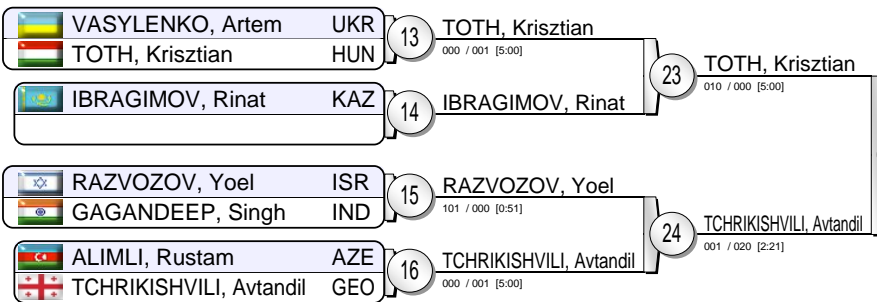 VASYLENKO, Artem UKR
TOTH, Krisztian HUN
13
TOTH, Krisztian
000 / 001 [5:00]
IBRAGIMOV, Rinat KAZ
14
IBRAGIMOV, Rinat
23
TOTH, Krisztian
010 / 000 [5:00]
RAZVOZOV, Yoel ISR
GAGANDEEP, Singh IND
15
RAZVOZOV, Yoel
101 / 000 [0:51]
ALIMLI, Rustam AZE
TCHRIKISHVILI, Avtandil GEO
16
TCHRIKISHVILI, Avtandil
000 / 001 [5:00]
24
TCHRIKISHVILI, Avtandil
001 / 020 [2:21]